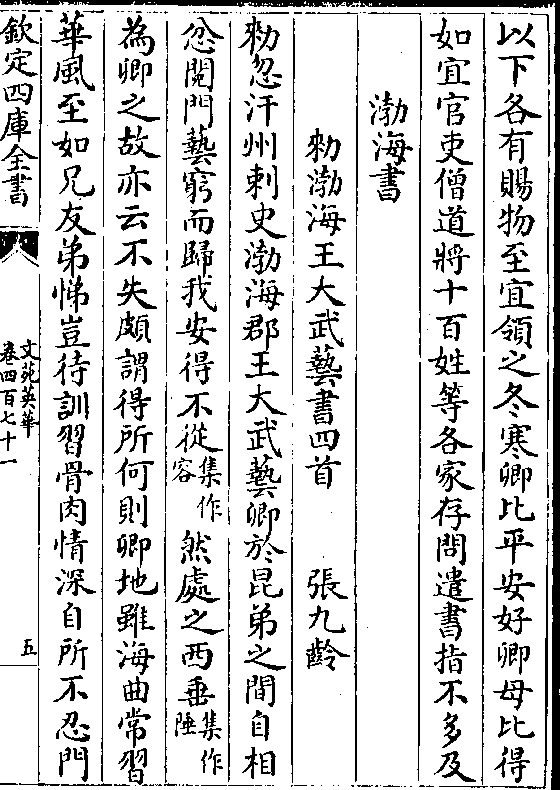 以下各有賜物至宜領之冬寒卿比平安好卿母比得
如宜官吏僧道將十百姓等各家存問遣書指不多及
渤海書
勑渤海王大武藝書四首　張九齡
勑忽汗州刺史渤海郡王大武藝卿於昆弟之間自相
忿鬩門藝窮而歸我安得不從集作容然處之西垂集作陲
為卿之故亦云不失頗謂得所何則卿地雖海曲常習
華風至如兄友弟悌豈待訓習骨肉情深自所不忍門
欽定四庫全書
文苑英華
卷四百七十一
五